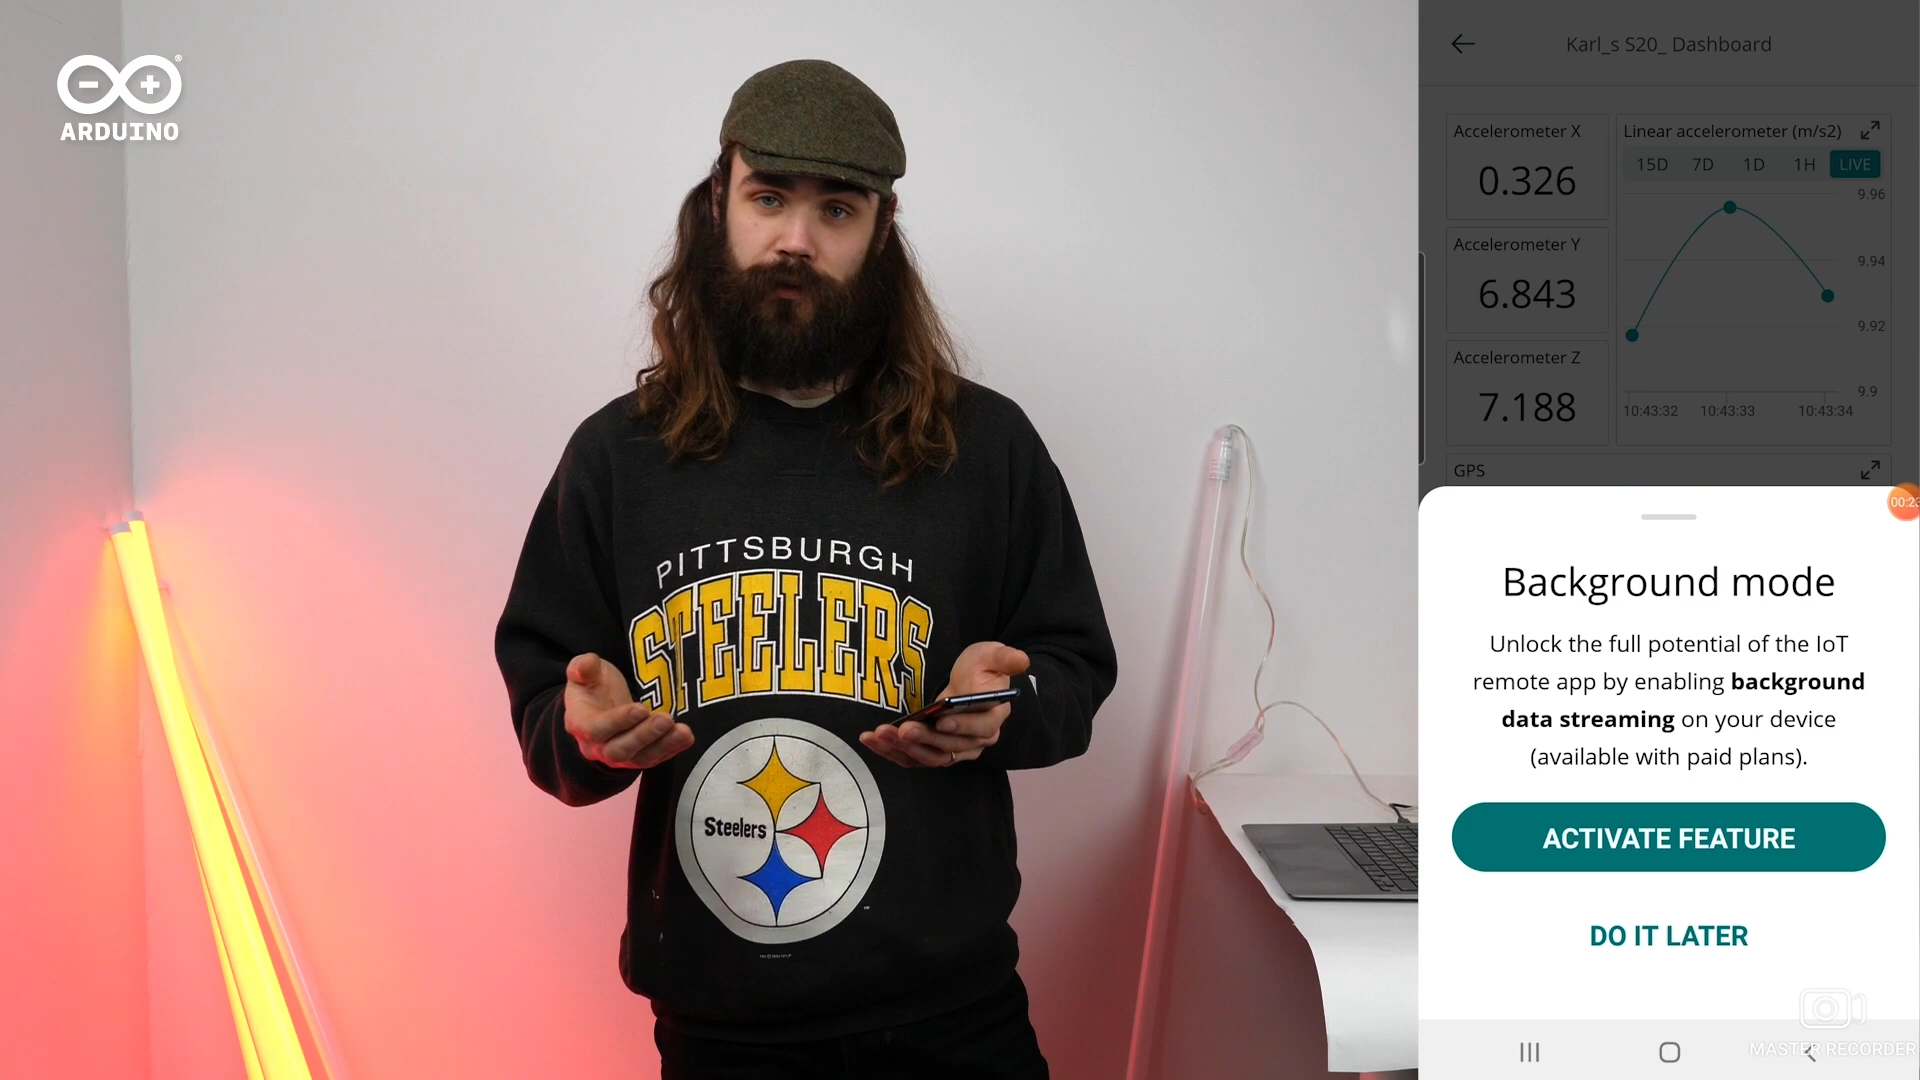 ARDUINO
PITTSBURGH
STEELERS
Steelers
Karl_s S20_ Dashboard
Accelerometer X
0.326
Accelerometer Y
6.843
Accelerometer Z
7.188
Linear accelerometer (m/s2)
15D 7D 1D 1H LIVE
9.96
9.94
9.92
9.9
10:43:32 10:43:33 10:43:34
GPS
Background mode
Unlock the full potential of the IoT
remote app by enabling background
data streaming on your device
(available with paid plans).
ACTIVATE FEATURE
DO IT LATER
MASTER RECORDER